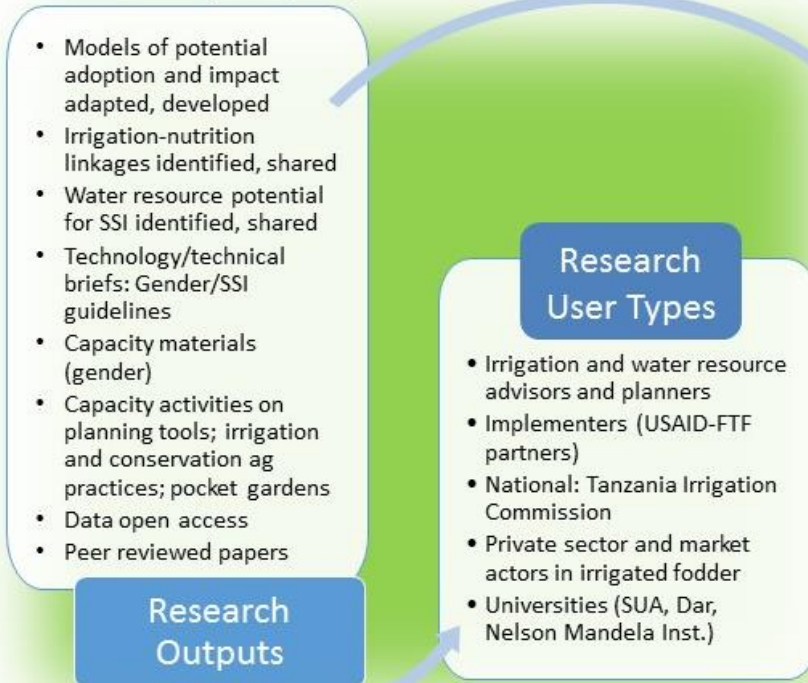 • Models of potential
adoption and impact
adapted, developed
• Irrigation-nutrition
linkages identified, shared
• Water resource potential
for SSI identified, shared
• Technology/technical
briefs: Gender/SSI
guidelines
• Capacity materials
(gender)
• Capacity activities on
planning tools; irrigation
and conservation ag
practices; pocket gardens
• Data open access
• Peer reviewed papers
Research
Outputs
Research
User Types
• Irrigation and water resource
advisors and planners
• Implementers (USAID-FTF
partners)
• National: Tanzania Irrigation
Commission
• Private sector and market
actors in irrigated fodder
• Universities (SUA, Dar,
Nelson Mandela Inst.)